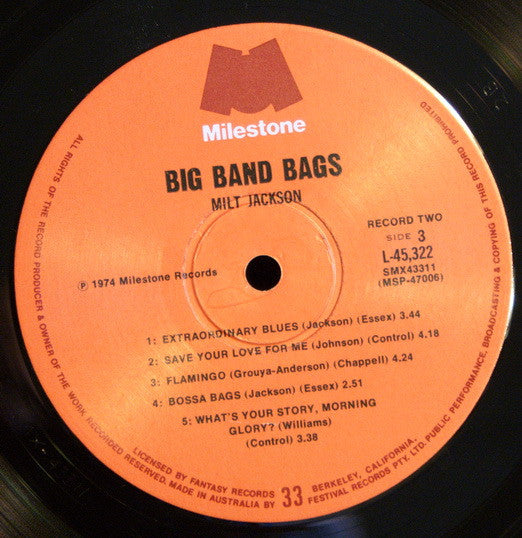 Milestone
BIG BAND BAGS
MILT JACKSON
RECORD TWO
SIDE 3
L-45,322
SMX43311
(MSP-47006)
℗ 1974 Milestone Records
1: EXTRAORDINARY BLUES (Jackson) (Essex) 3.44
2: SAVE YOUR LOVE FOR ME (Johnson) (Control) 4.18
3: FLAMINGO (Grouya-Anderson) (Chappell) 4.24
4: BOSSA BAGS (Jackson) (Essex) 2.51
5: WHAT'S YOUR STORY, MORNING
GLORY? (Williams)
(Control) 3.38
ALL RIGHTS OF THE RECORD PRODUCER & OWNER OF THE WORK RECORDED RESERVED. MADE IN AUSTRALIA BY FESTIVAL RECORDS PTY. LTD. PUBLIC PERFORMANCE, BROADCASTING & COPYING OF THIS RECORD PROHIBITED
LICENSED BY FANTASY RECORDS BERKELEY, CALIFORNIA.
33